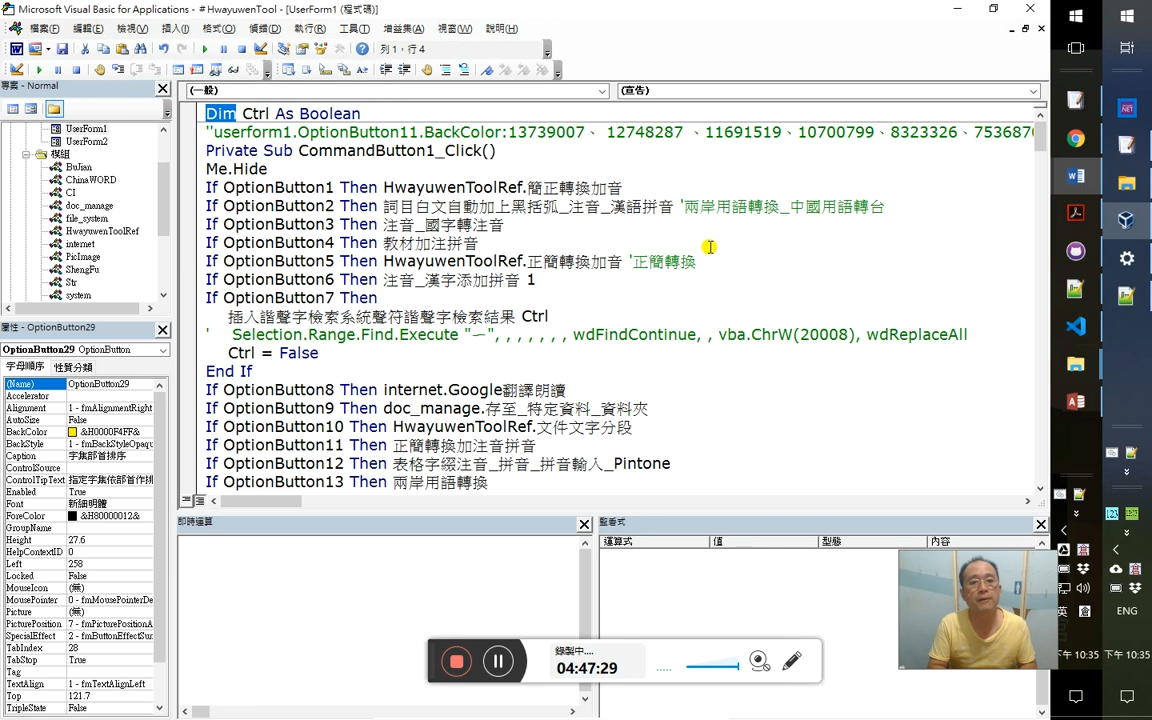 Microsoft Visual Basic for Applications - #HwayuwenTool - [UserForm1 (程式碼)]
檔案(F) 編輯(E) 檢視(V) 插入(I) 格式(O) 偵錯(D) 執行(R) 工具(T) 增益集(A) 視窗(W) 說明(H)
列 1, 行 4
專案 - Normal
UserForm1
UserForm2
模組
BuJian
ChinaWORD
CI
doc_manage
file_system
HwayuwenToolRef
internet
PicImage
ShengFu
Str
system
屬性 - OptionButton29
OptionButton29 OptionButton
字母順序 性質分類
(Name) OptionButton29
Accelerator
Alignment 1 - fmAlignmentRight
AutoSize False
BackColor &H0000F4FF&
BackStyle 1 - fmBackStyleOpaqu
Caption 字集部首排序
ControlSource
ControlTipText 指定字集依部首作排
Enabled True
Font 新細明體
ForeColor &H80000012&
GroupName
Height 27.6
HelpContextID 0
Left 258
Locked False
MouseIcon (無)
MousePointer 0 - fmMousePointerDe
Picture (無)
PicturePosition 7 - fmPicturePositionA
SpecialEffect 2 - fmButtonEffectSun
TabIndex 28
TabStop True
Tag
TextAlign 1 - fmTextAlignLeft
Top 121.7
TripleState False
(一般) (宣告)
Dim Ctrl As Boolean
''userform1.OptionButton11.BackColor:13739007、 12748287 、11691519、10700799、8323326、7536870
Private Sub CommandButton1_Click()
Me.Hide
If OptionButton1 Then HwayuwenToolRef.簡正轉換加音
If OptionButton2 Then 詞目白文自動加上黑括弧_注音_漢語拼音 '兩岸用語轉換_中國用語轉台
If OptionButton3 Then 注音_國字轉注音
If OptionButton4 Then 教材加注拼音
If OptionButton5 Then HwayuwenToolRef.正簡轉換加音 '正簡轉換
If OptionButton6 Then 注音_漢字添加拼音 1
If OptionButton7 Then
插入諧聲字檢索系統聲符諧聲字檢索結果 Ctrl
' Selection.Range.Find.Execute "ㄧ", , , , , , , wdFindContinue, , vba.ChrW(20008), wdReplaceAll
Ctrl = False
End If
If OptionButton8 Then internet.Google翻譯朗讀
If OptionButton9 Then doc_manage.存至_特定資料_資料夾
If OptionButton10 Then HwayuwenToolRef.文件文字分段
If OptionButton11 Then 正簡轉換加注音拼音
If OptionButton12 Then 表格字綴注音_拼音_拼音輸入_Pintone
If OptionButton13 Then 兩岸用語轉換
即時運算
監看式
運算式 值 型態 內容
錄製中...
04:47:29
英
ENG
下午 10:35
下午 10:35